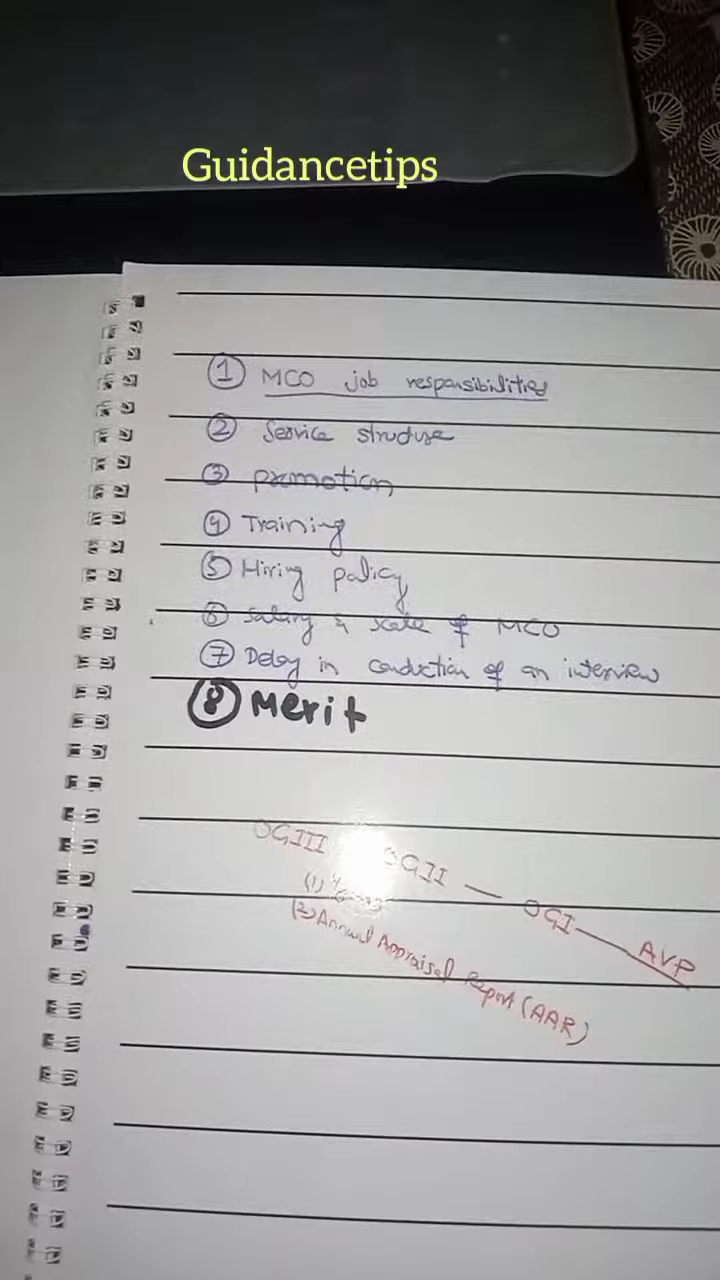 Guidancetips
① MCO job responsibilities
② Service structure
③ promotion
④ Training
⑤ Hiring policy
⑥ Salary & scale of MCO
⑦ Delay in conduction of an interview
⑧ Merit
OGIII OGII — OGI — AVP
(1)
(2) Annual Appraisal Report (AAR)